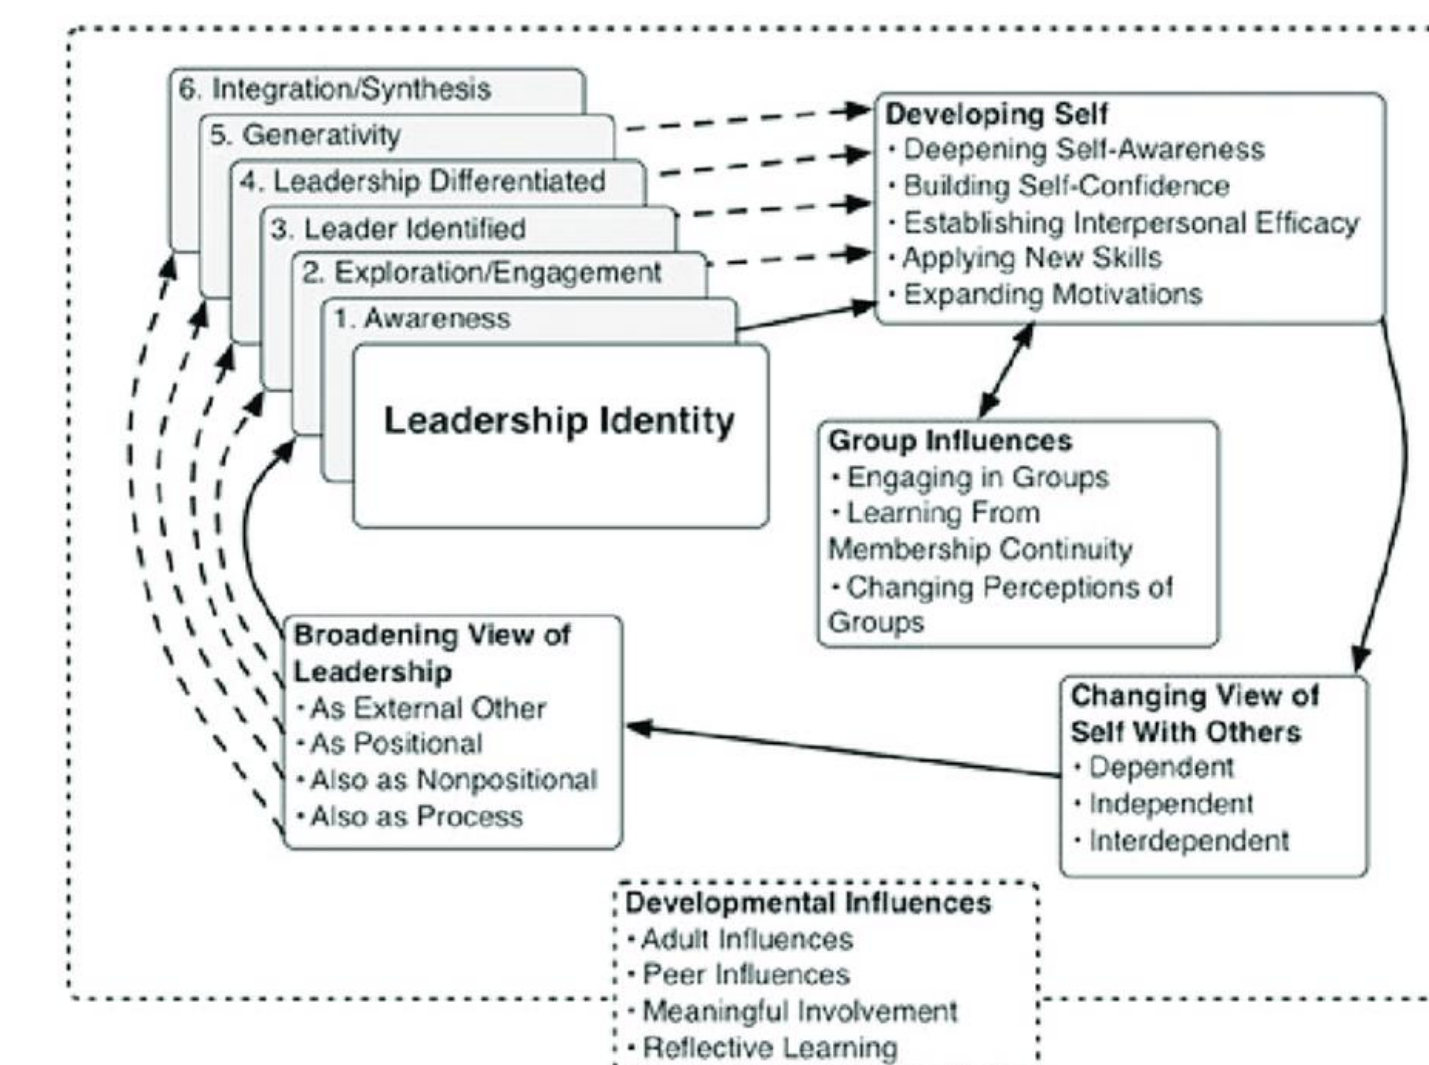 6. Integration/Synthesis
5. Generativity
4. Leadership Differentiated
3. Leader Identified
2. Exploration/Engagement
1. Awareness
Leadership Identity
Developing Self
· Deepening Self-Awareness
· Building Self-Confidence
· Establishing Interpersonal Efficacy
· Applying New Skills
· Expanding Motivations
Group Influences
· Engaging in Groups
· Learning From
Membership Continuity
· Changing Perceptions of
Groups
Changing View of
Self With Others
· Dependent
· Independent
· Interdependent
Broadening View of
Leadership
· As External Other
· As Positional
· Also as Nonpositional
· Also as Process
Developmental Influences
· Adult Influences
· Peer Influences
· Meaningful Involvement
· Reflective Learning